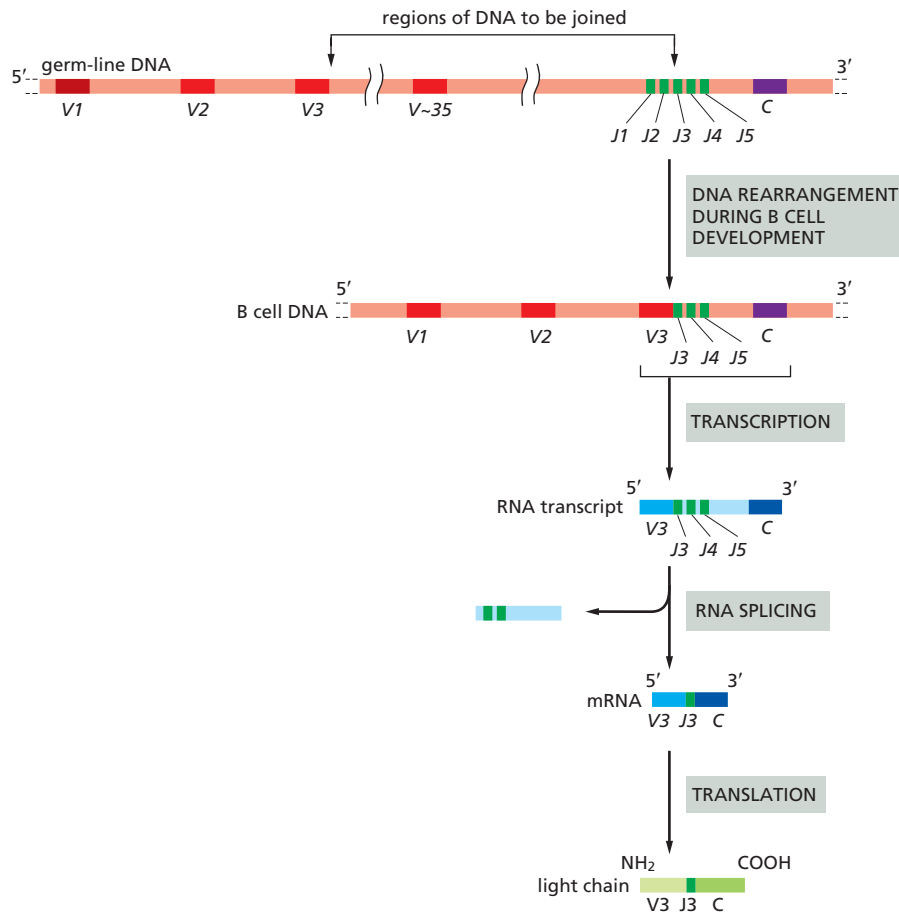 regions of DNA to be joined
germ-line DNA
5′ 3′
V1 V2 V3 V~35 C
J1 J2 J3 J4 J5
DNA REARRANGEMENT
DURING B CELL
DEVELOPMENT
5′ 3′
B cell DNA
V1 V2 V3 C
J3 J4 J5
TRANSCRIPTION
5′ 3′
RNA transcript
V3 C
J3 J4 J5
RNA SPLICING
5′ 3′
mRNA
V3 J3 C
TRANSLATION
NH₂ COOH
light chain
V3 J3 C